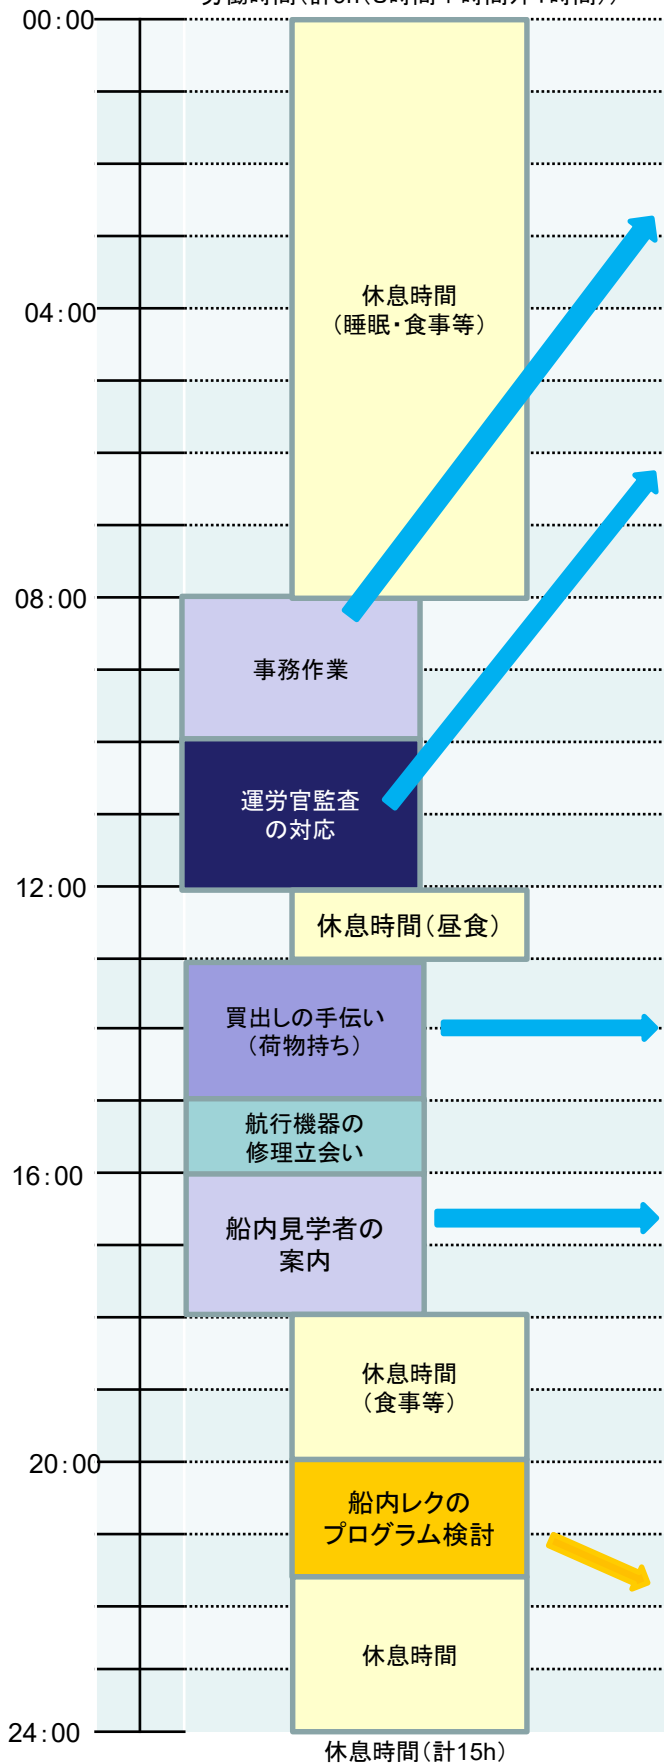 00:00
休息時間
（睡眠・食事等）
04:00
08:00
事務作業
運労官監査
の対応
12:00
休息時間（昼食）
買出しの手伝い
（荷物持ち）
航行機器の
修理立会い
16:00
船内見学者の
案内
休息時間
（食事等）
20:00
船内レクの
プログラム検討
休息時間
24:00
休息時間（計15h）